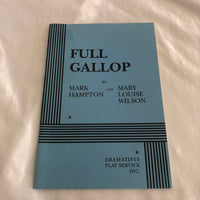 FULL
GALLOP
BY
MARK AND MARY
HAMPTON LOUISE
WILSON
DRAMATISTS
PLAY SERVICE
INC.